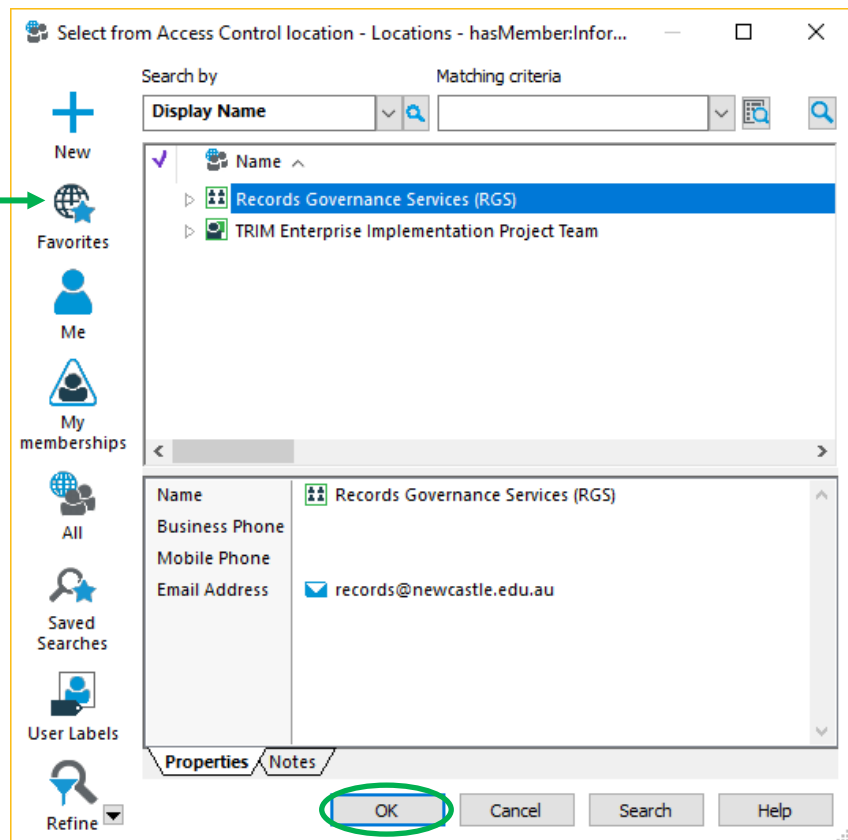 Select from Access Control location - Locations - hasMember:Infor...
Search by
Matching criteria
Display Name
New
Favorites
Me
My
memberships
All
Saved
Searches
User Labels
Refine
Name
Records Governance Services (RGS)
TRIM Enterprise Implementation Project Team
Name
Records Governance Services (RGS)
Business Phone
Mobile Phone
Email Address
records@newcastle.edu.au
Properties
Notes
OK
Cancel
Search
Help